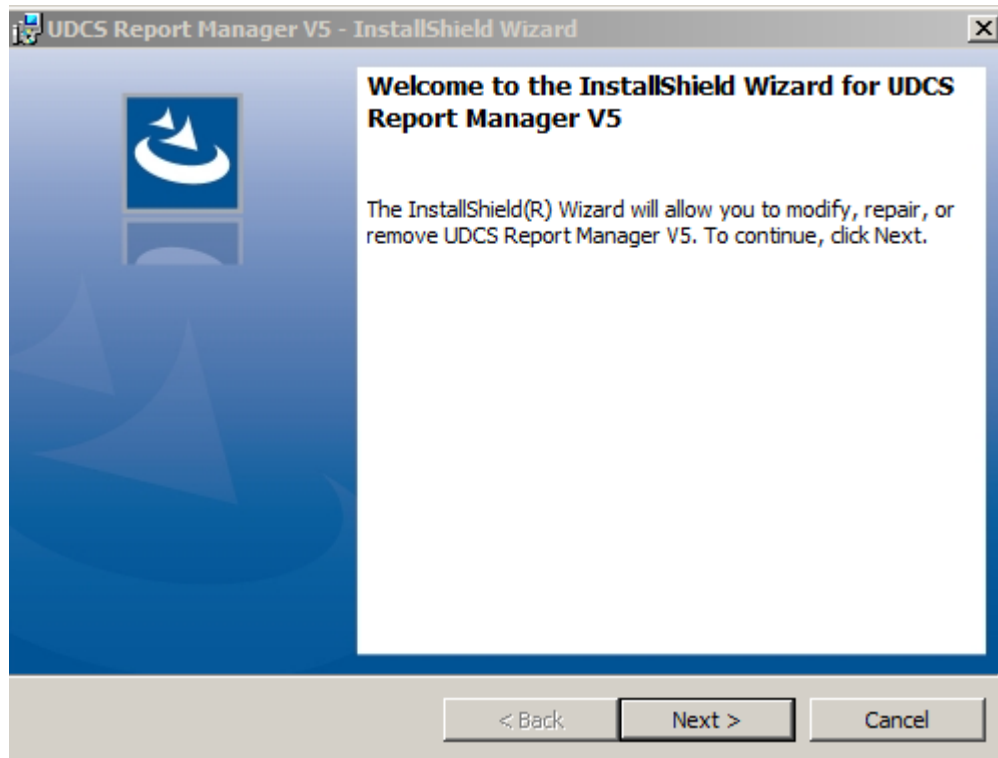 UDCS Report Manager V5 - InstallShield Wizard
Welcome to the InstallShield Wizard for UDCS
Report Manager V5
The InstallShield(R) Wizard will allow you to modify, repair, or
remove UDCS Report Manager V5. To continue, click Next.
< Back
Next >
Cancel